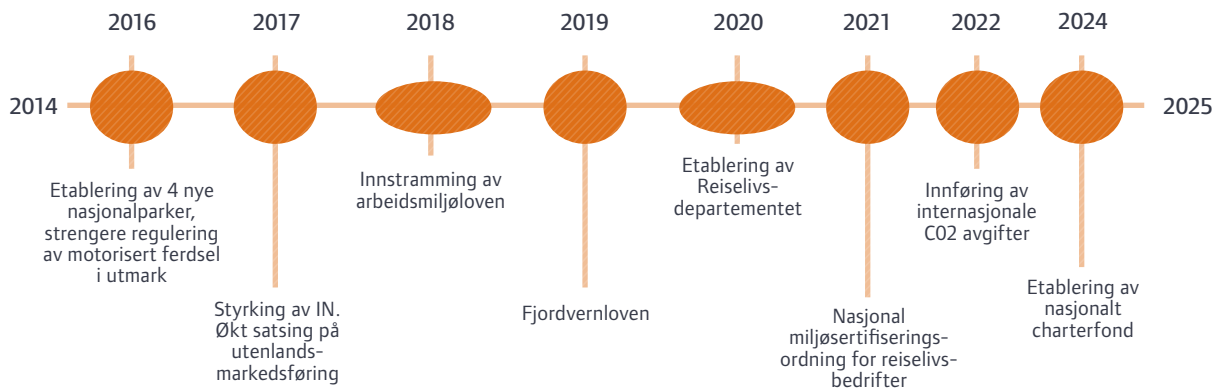 2016
2017
2018
2019
2020
2021
2022
2024
2014
2025
Etablering av 4 nye
nasjonalparker,
strengere regulering
av motorisert ferdsel
i utmark
Styrking av IN.
Økt satsing på
utenlands-
markedsføring
Innstramming av
arbeidsmiljøloven
Fjordvernloven
Etablering av
Reiselivs-
departementet
Nasjonal
miljøsertifiserings-
ordning for reiselivs-
bedrifter
Innføring av
internasjonale
CO2 avgifter
Etablering av
nasjonalt
charterfond